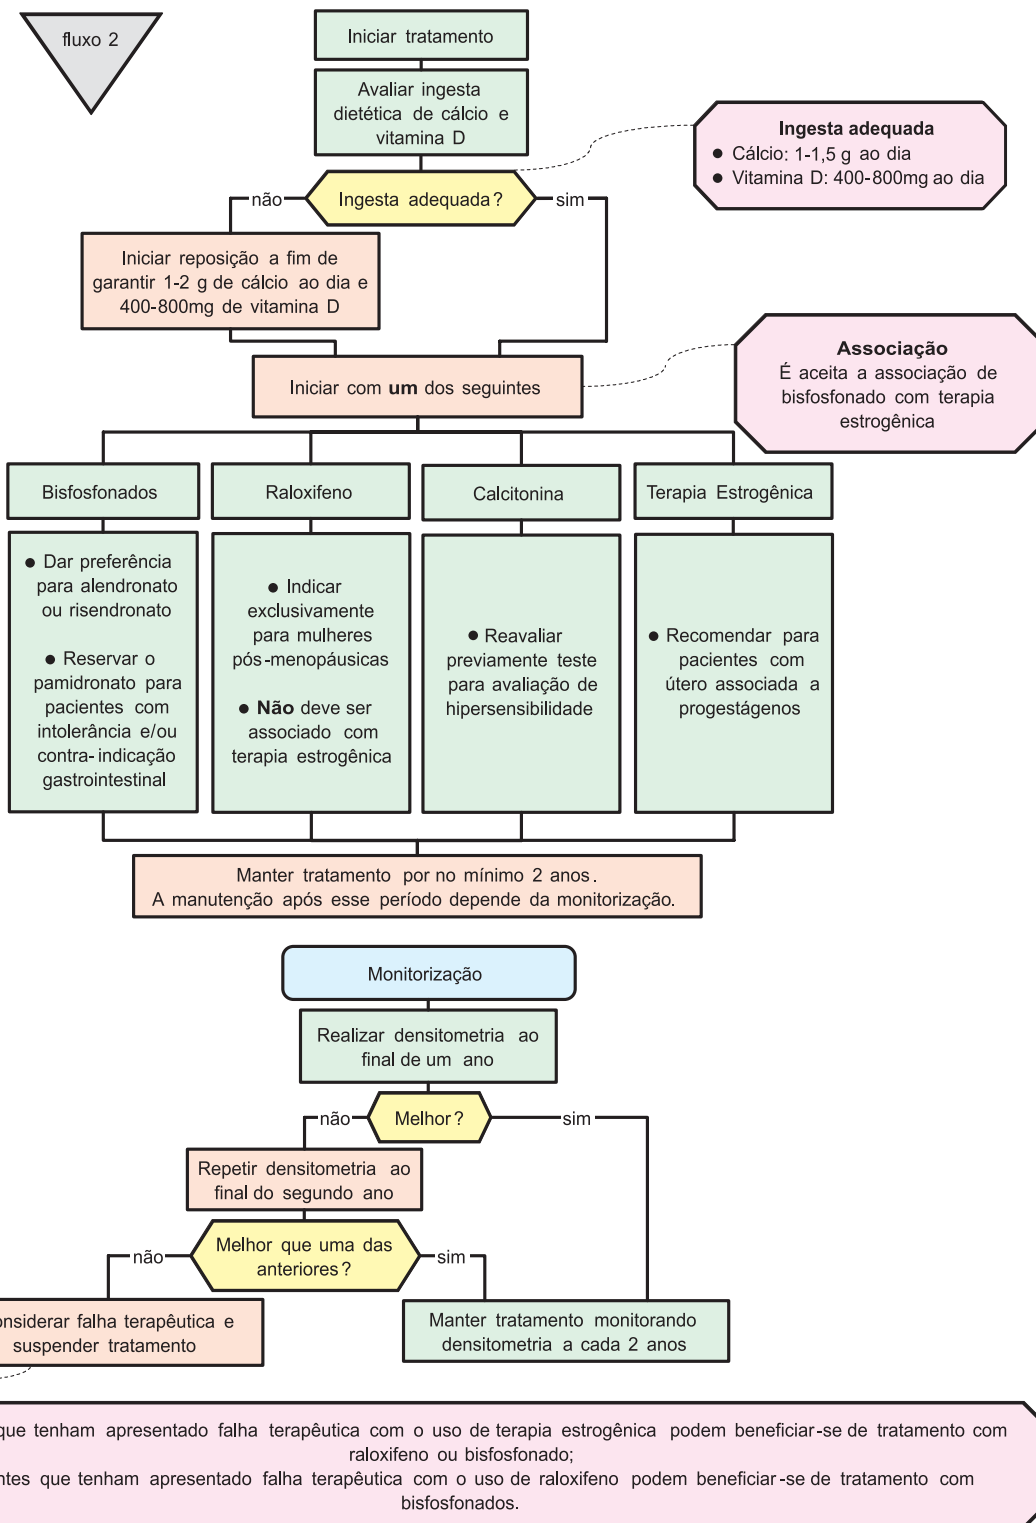 fluxo 2
Iniciar tratamento
Avaliar ingesta
dietética de cálcio e
vitamina D
Ingesta adequada
● Cálcio: 1-1,5 g ao dia
● Vitamina D: 400-800mg ao dia
Ingesta adequada?
não
sim
Iniciar reposição a fim de
garantir 1-2 g de cálcio ao dia e
400-800mg de vitamina D
Associação
É aceita a associação de
bisfosfonado com terapia
estrogênica
Iniciar com um dos seguintes
Bisfosfonados
● Dar preferência
para alendronato
ou risendronato
● Reservar o
pamidronato para
pacientes com
intolerância e/ou
contra-indicação
gastrointestinal
Raloxifeno
● Indicar
exclusivamente
para mulheres
pós-menopáusicas
● Não deve ser
associado com
terapia estrogênica
Calcitonina
● Reavaliar
previamente teste
para avaliação de
hipersensibilidade
Terapia Estrogênica
● Recomendar para
pacientes com
útero associada a
progestágenos
Manter tratamento por no mínimo 2 anos.
A manutenção após esse período depende da monitorização.
Monitorização
Realizar densitometria ao
final de um ano
Melhor?
não
sim
Repetir densitometria ao
final do segundo ano
Melhor que uma das
anteriores?
não
sim
onsiderar falha terapêutica e
suspender tratamento
Manter tratamento monitorando
densitometria a cada 2 anos
que tenham apresentado falha terapêutica com o uso de terapia estrogênica podem beneficiar-se de tratamento com
raloxifeno ou bisfosfonado;
ntes que tenham apresentado falha terapêutica com o uso de raloxifeno podem beneficiar-se de tratamento com
bisfosfonados.